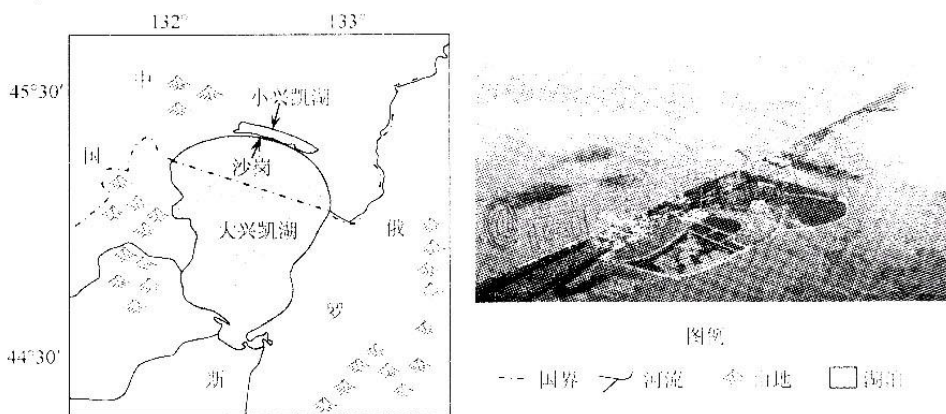 132° 133°
45°30′
中
小兴凯湖
国
沙岗
大兴凯湖
俄
罗
44°30′
斯
图例
国界 河流 山地 湖泊